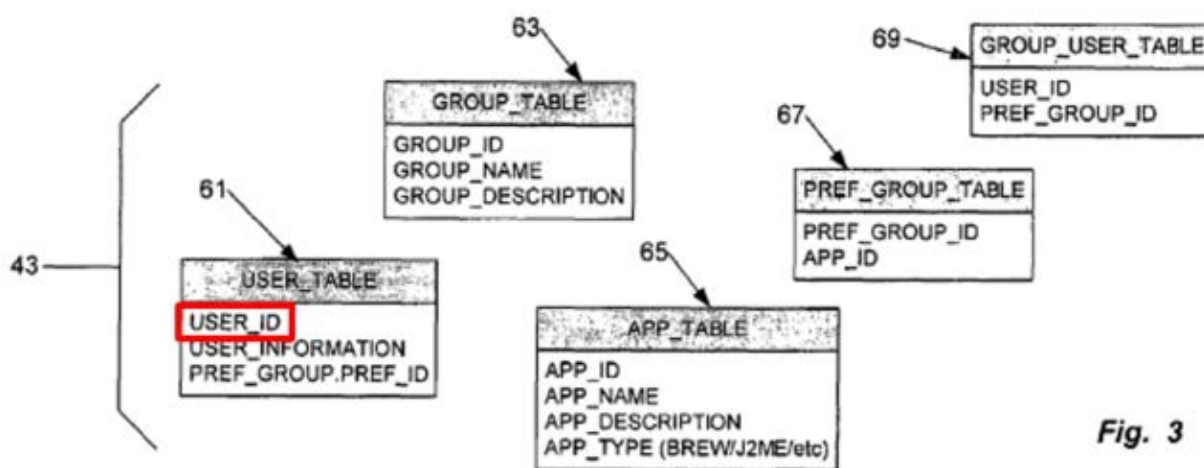 63
GROUP_TABLE
GROUP_ID
GROUP_NAME
GROUP_DESCRIPTION
69
GROUP_USER_TABLE
USER_ID
PREF_GROUP_ID
67
PREF_GROUP_TABLE
PREF_GROUP_ID
APP_ID
43
61
USER_TABLE
USER_ID
USER_INFORMATION
PREF_GROUP.PREF_ID
65
APP_TABLE
APP_ID
APP_NAME
APP_DESCRIPTION
APP_TYPE (BREW/J2ME/etc)
Fig. 3